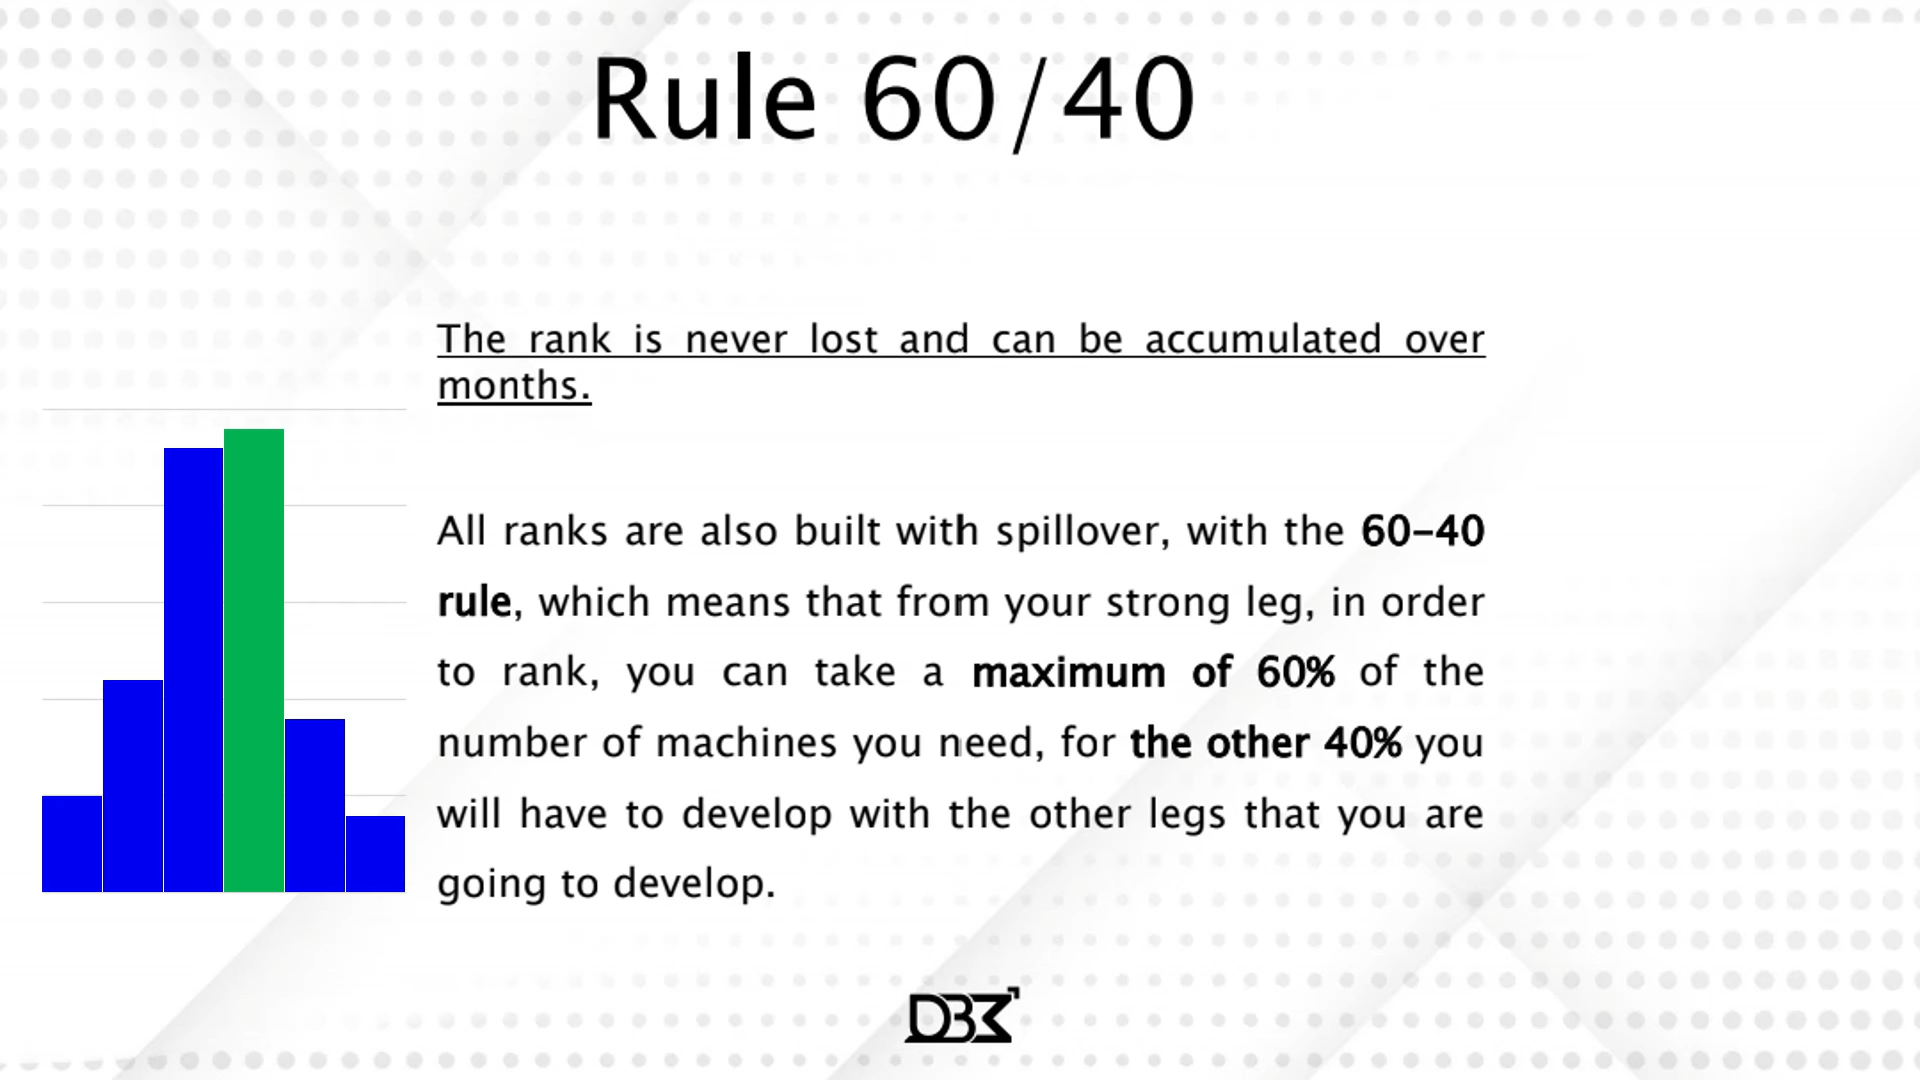 Rule 60/40
The rank is never lost and can be accumulated over
months.
All ranks are also built with spillover, with the 60–40
rule, which means that from your strong leg, in order
to rank, you can take a maximum of 60% of the
number of machines you need, for the other 40% you
will have to develop with the other legs that you are
going to develop.